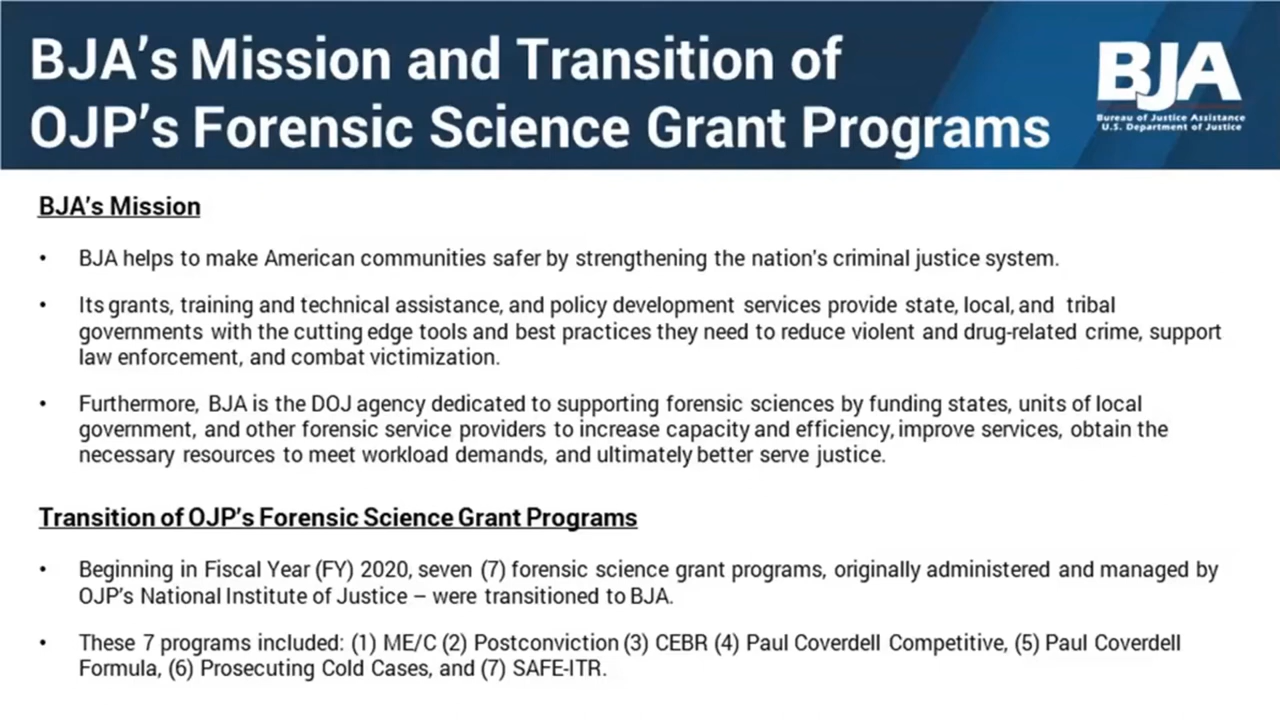 BJA's Mission and Transition of
OJP's Forensic Science Grant Programs
BJA
Bureau of Justice Assistance
U.S. Department of Justice
BJA's Mission
• BJA helps to make American communities safer by strengthening the nation's criminal justice system.
• Its grants, training and technical assistance, and policy development services provide state, local, and tribal
governments with the cutting edge tools and best practices they need to reduce violent and drug-related crime, support
law enforcement, and combat victimization.
• Furthermore, BJA is the DOJ agency dedicated to supporting forensic sciences by funding states, units of local
government, and other forensic service providers to increase capacity and efficiency, improve services, obtain the
necessary resources to meet workload demands, and ultimately better serve justice.
Transition of OJP's Forensic Science Grant Programs
• Beginning in Fiscal Year (FY) 2020, seven (7) forensic science grant programs, originally administered and managed by
OJP's National Institute of Justice – were transitioned to BJA.
• These 7 programs included: (1) ME/C (2) Postconviction (3) CEBR (4) Paul Coverdell Competitive, (5) Paul Coverdell
Formula, (6) Prosecuting Cold Cases, and (7) SAFE-ITR.